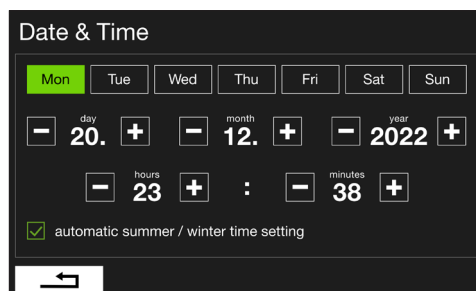 Date & Time
Mon Tue Wed Thu Fri Sat Sun
day month year
20. 12. 2022
hours minutes
23 : 38
automatic summer / winter time setting